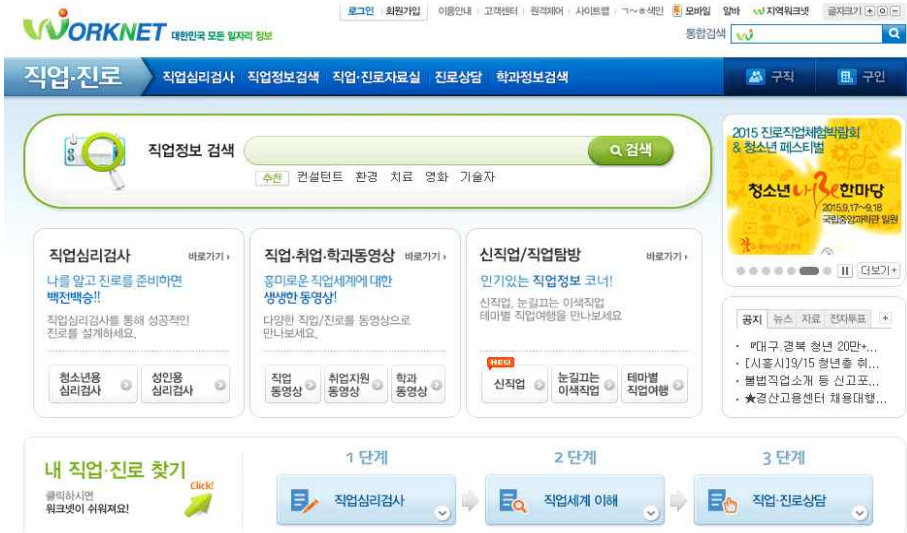 로그인 회원가입 이용안내 고객센터 원격제어 사이트맵 ㄱ~ㅎ색인 모바일 알바 지역워크넷 글자크기
WORKNET 대한민국 모든 일자리 정보
통합검색
직업·진로 직업심리검사 직업정보검색 직업·진로자료실 진로상담 학과정보검색 구직 구인
직업정보 검색 검색
추천 컨설턴트 환경 치료 영화 기술자
2015 진로직업체험박람회
& 청소년 페스티벌
청소년 한마당
2015.9.17~9.18
국립중앙과학관 일원
더보기+
직업심리검사 바로가기
나를 알고 진로를 준비하면
백전백승!!
직업심리검사를 통해 성공적인
진로를 설계하세요.
청소년용
심리검사
성인용
심리검사
직업·취업·학과동영상 바로가기
흥미로운 직업세계에 대한
생생한 동영상!
다양한 직업/진로를 동영상으로
만나보세요.
직업
동영상
취업지원
동영상
학과
동영상
신직업/직업탐방 바로가기
인기있는 직업정보 코너!
신직업, 눈길끄는 이색직업
테마별 직업여행을 만나보세요
NEW
신직업
눈길끄는
이색직업
테마별
직업여행
공지 뉴스 자료 전자투표 +
· 『대구·경북 청년 20만+...
· [시흥시]9/15 청년층 취...
· 불법직업소개 등 신고포...
· ★경산고용센터 채용대행...
내 직업·진로 찾기
클릭하시면
워크넷이 쉬워져요!
Click!
1 단계
직업심리검사
2 단계
직업세계 이해
3 단계
직업·진로상담